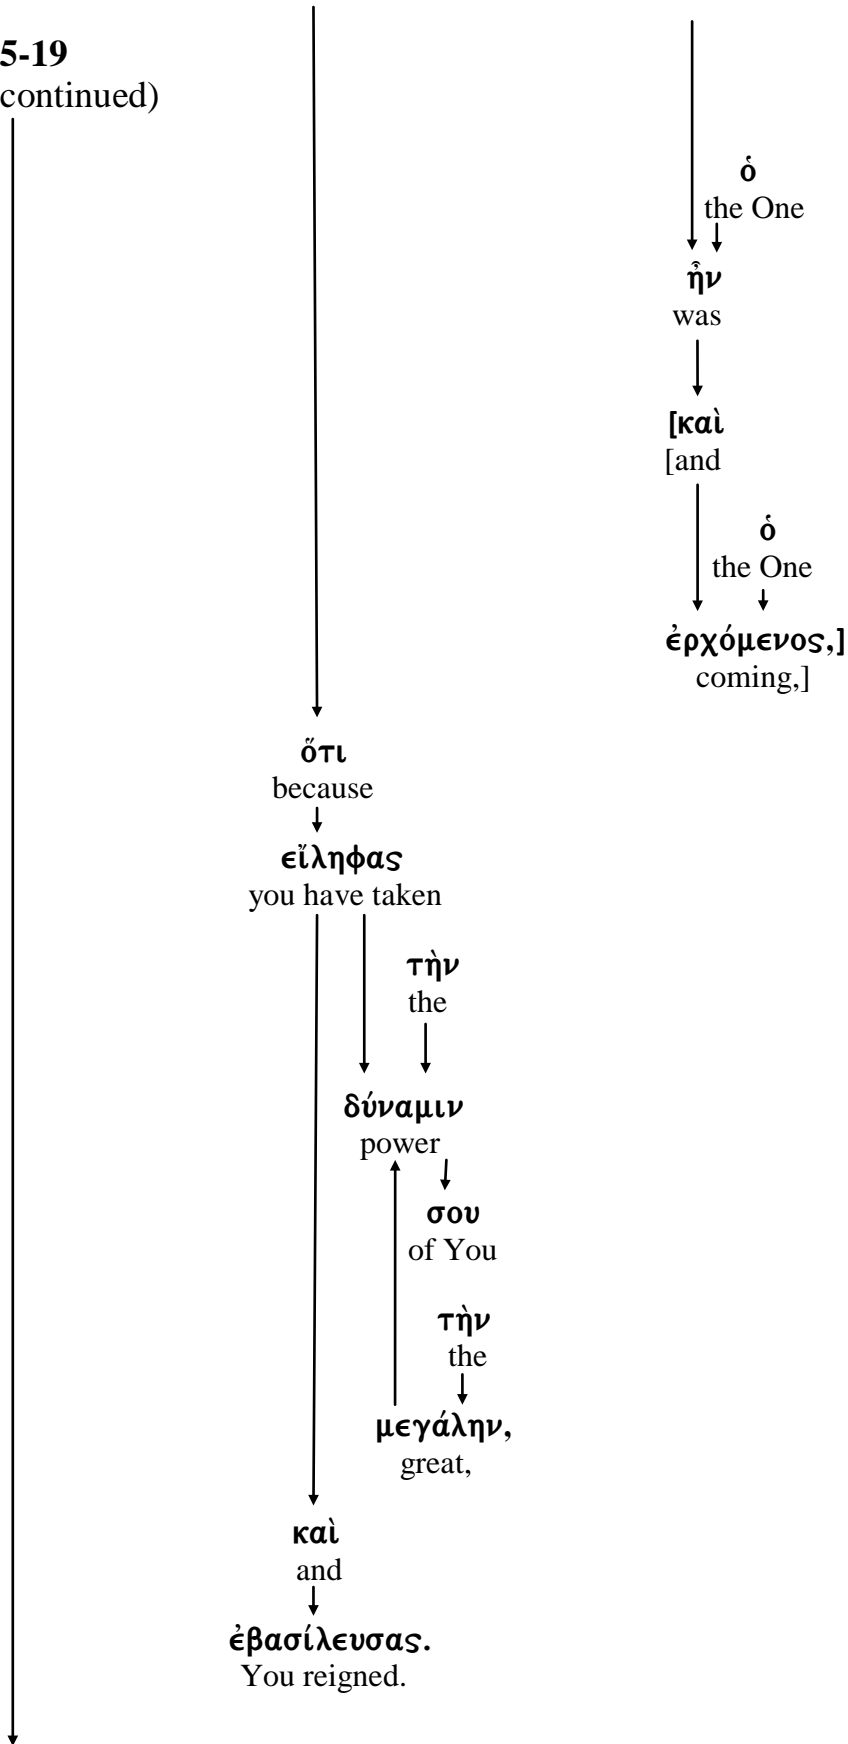 5-19
continued)
ὁ
the One
ἦν
was
[καὶ
[and
ὁ
the One
ἐρχόμενος,]
coming,]
ὅτι
because
εἴληφας
you have taken
τὴν
the
δύναμιν
power
σου
of You
τὴν
the
μεγάλην,
great,
καὶ
and
ἐβασίλευσας.
You reigned.